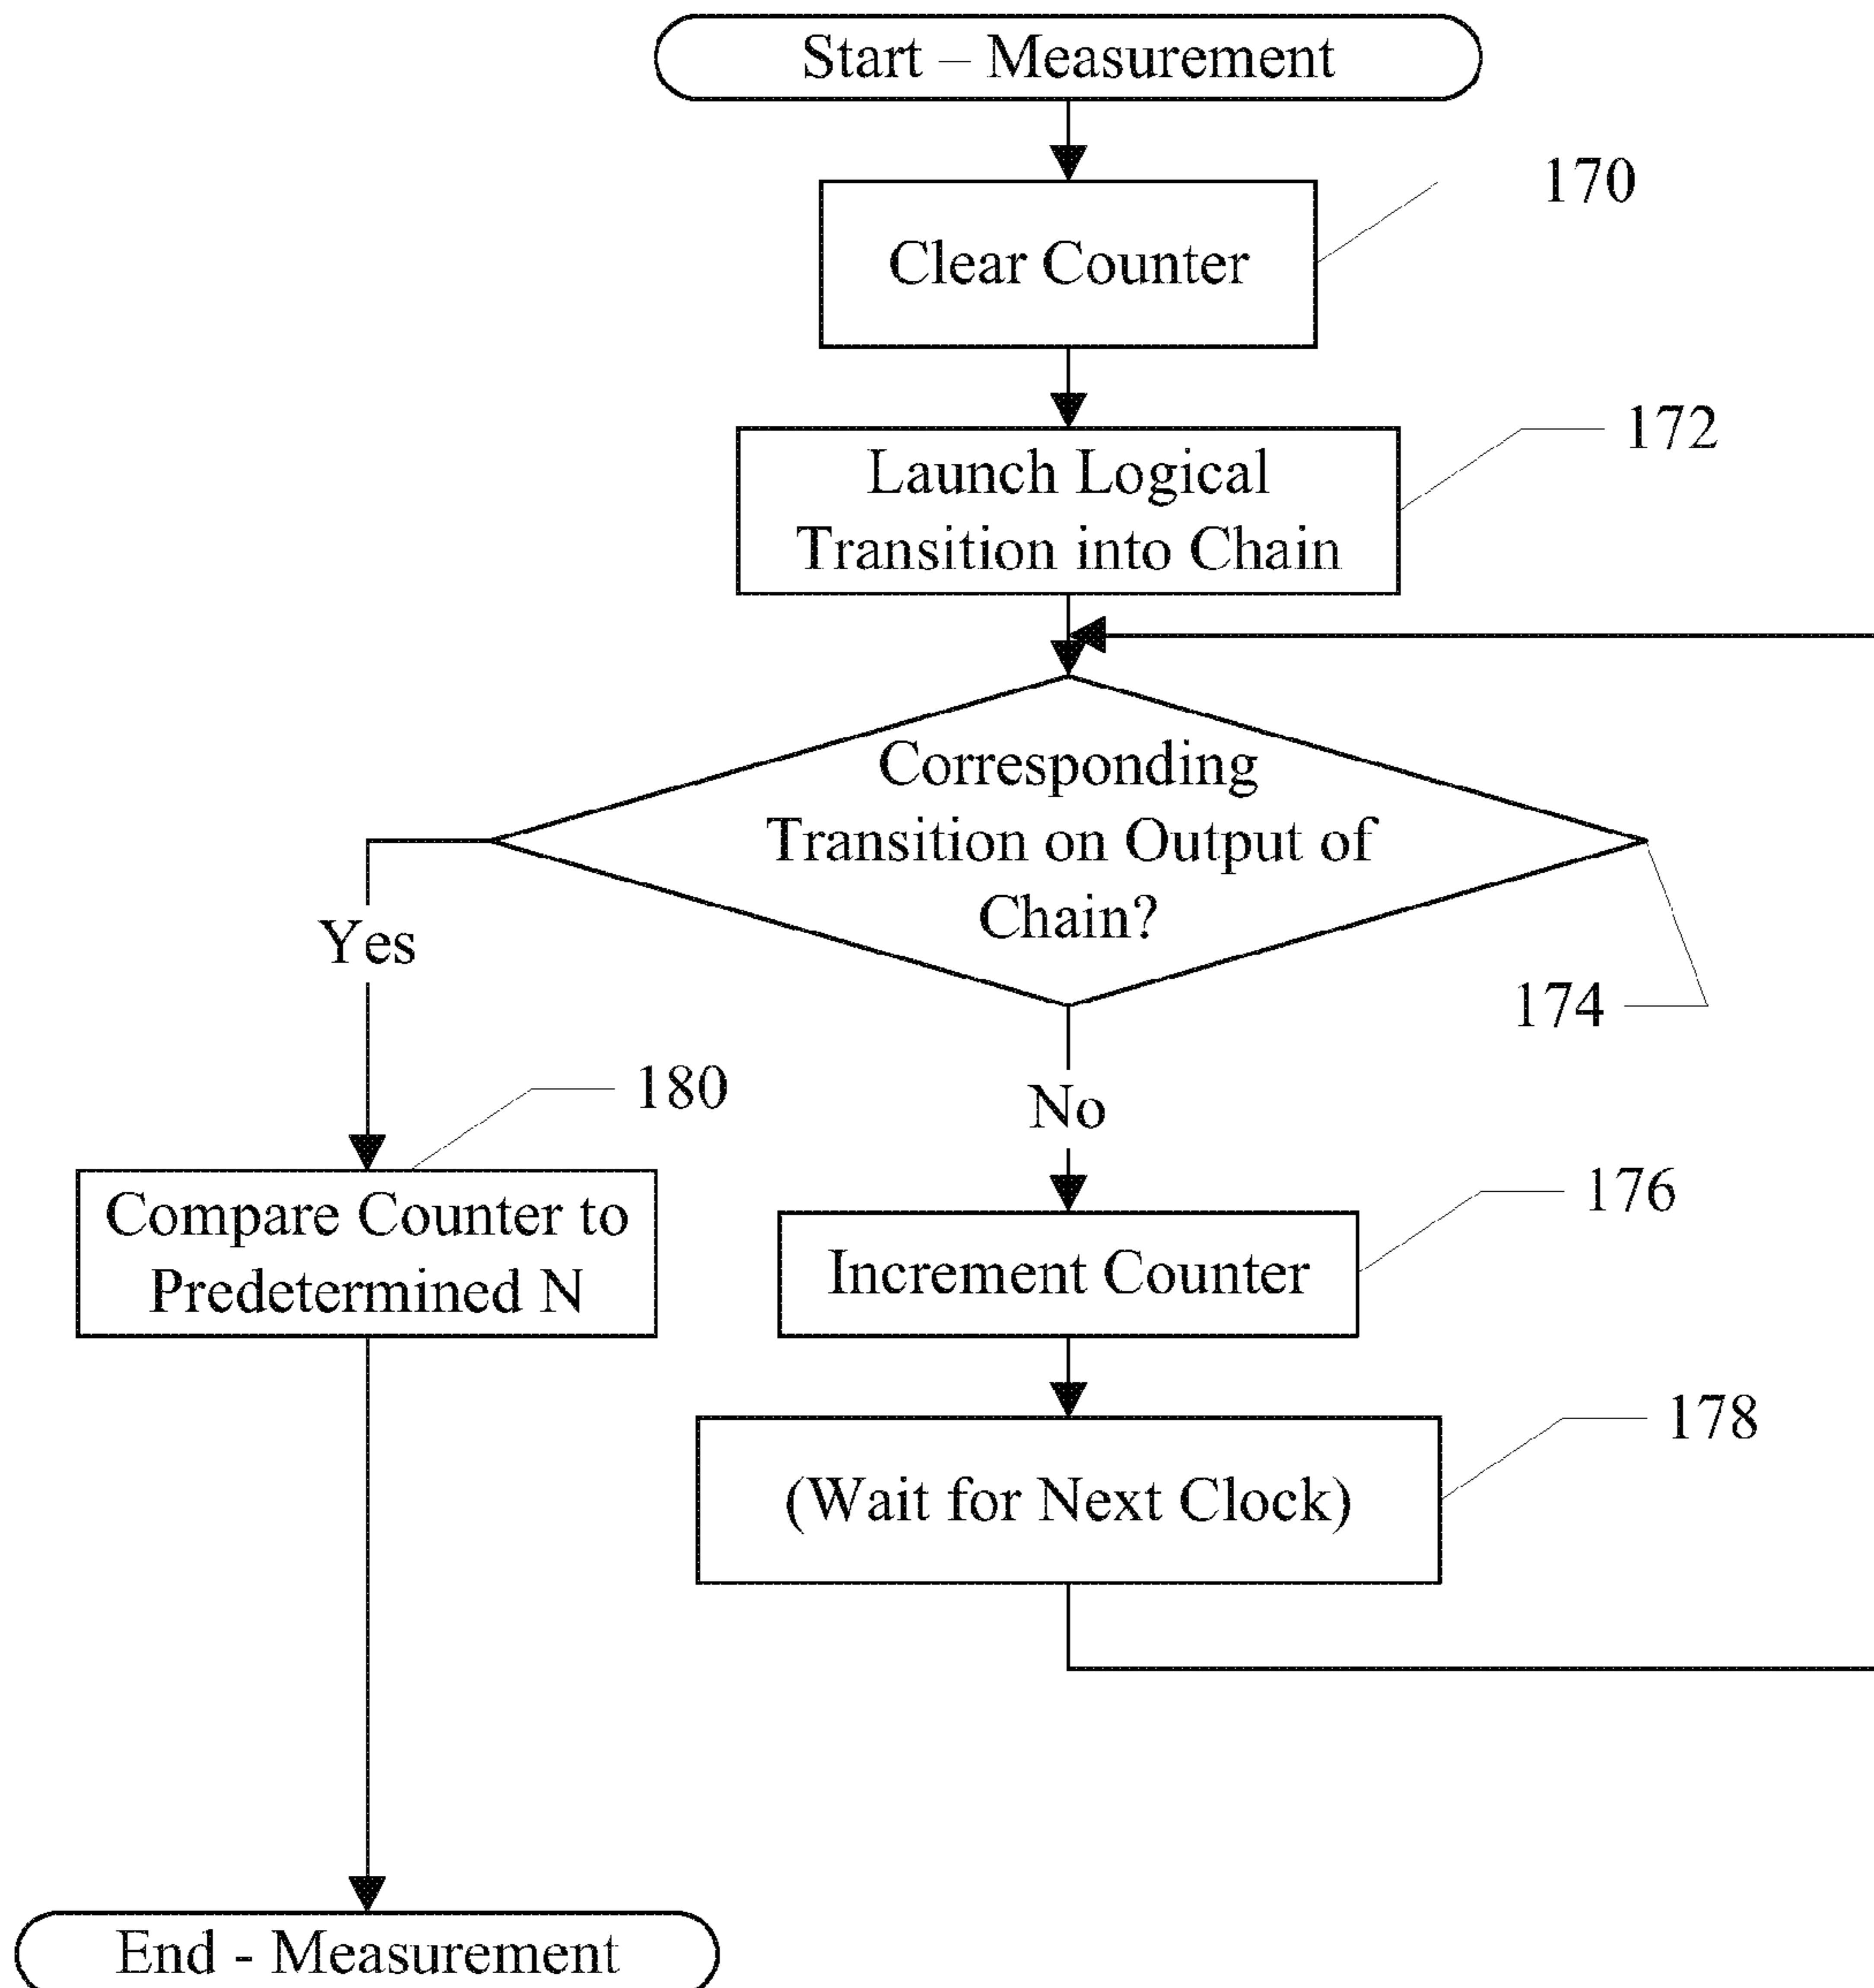 Start – Measurement
170
Clear Counter
172
Launch Logical
Transition into Chain
Corresponding
Transition on Output of
Chain?
Yes
174
180
No
Compare Counter to
Predetermined N
176
Increment Counter
178
(Wait for Next Clock)
End - Measurement